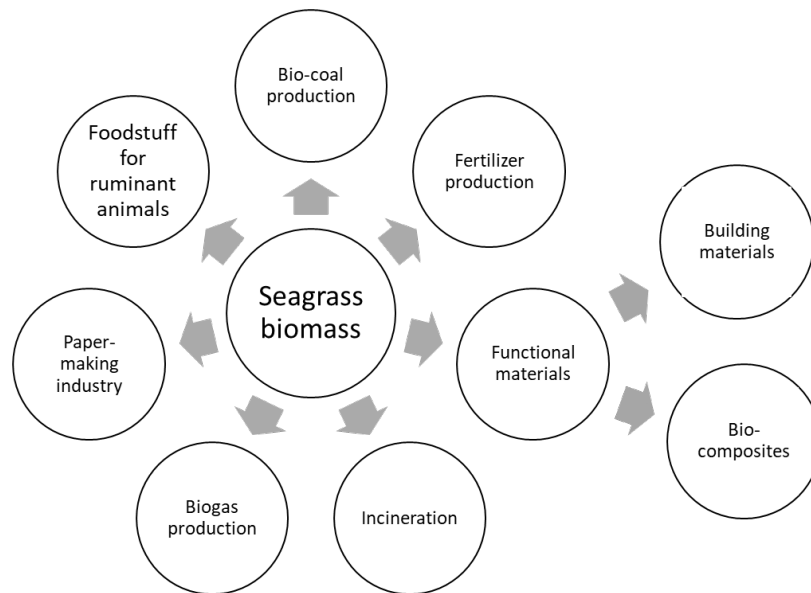 Bio-coal
production
Foodstuff
for
ruminant
animals
Fertilizer
production
Building
materials
Seagrass
biomass
Paper-
making
industry
Functional
materials
Bio-
composites
Biogas
production
Incineration